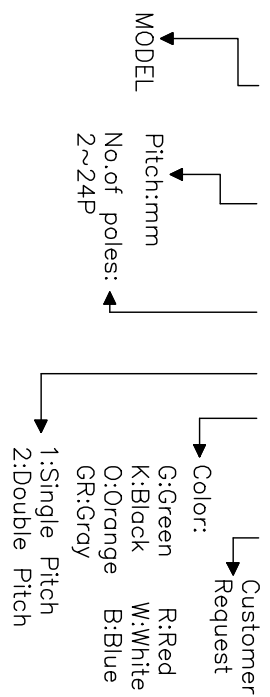 MODEL
Pitch:mm
No.of poles:
2~24P
1:Single Pitch
2:Double Pitch
Color:
G:Green R:Red
K:Black W:White
O:Orange B:Blue
GR:Gray
Customer
Request